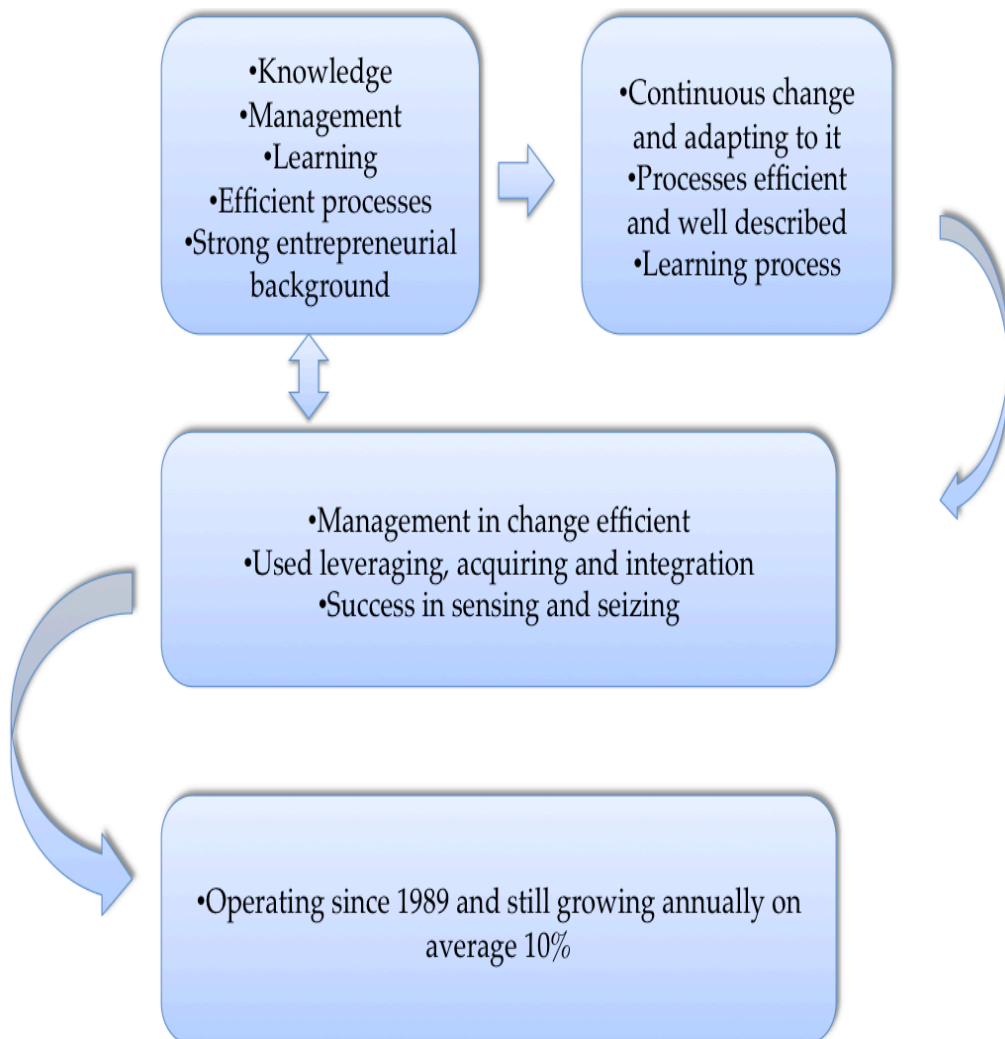 •Knowledge
•Management
•Learning
•Efficient processes
•Strong entrepreneurial
background
•Continuous change
and adapting to it
•Processes efficient
and well described
•Learning process
•Management in change efficient
•Used leveraging, acquiring and integration
•Success in sensing and seizing
•Operating since 1989 and still growing annually on
average 10%